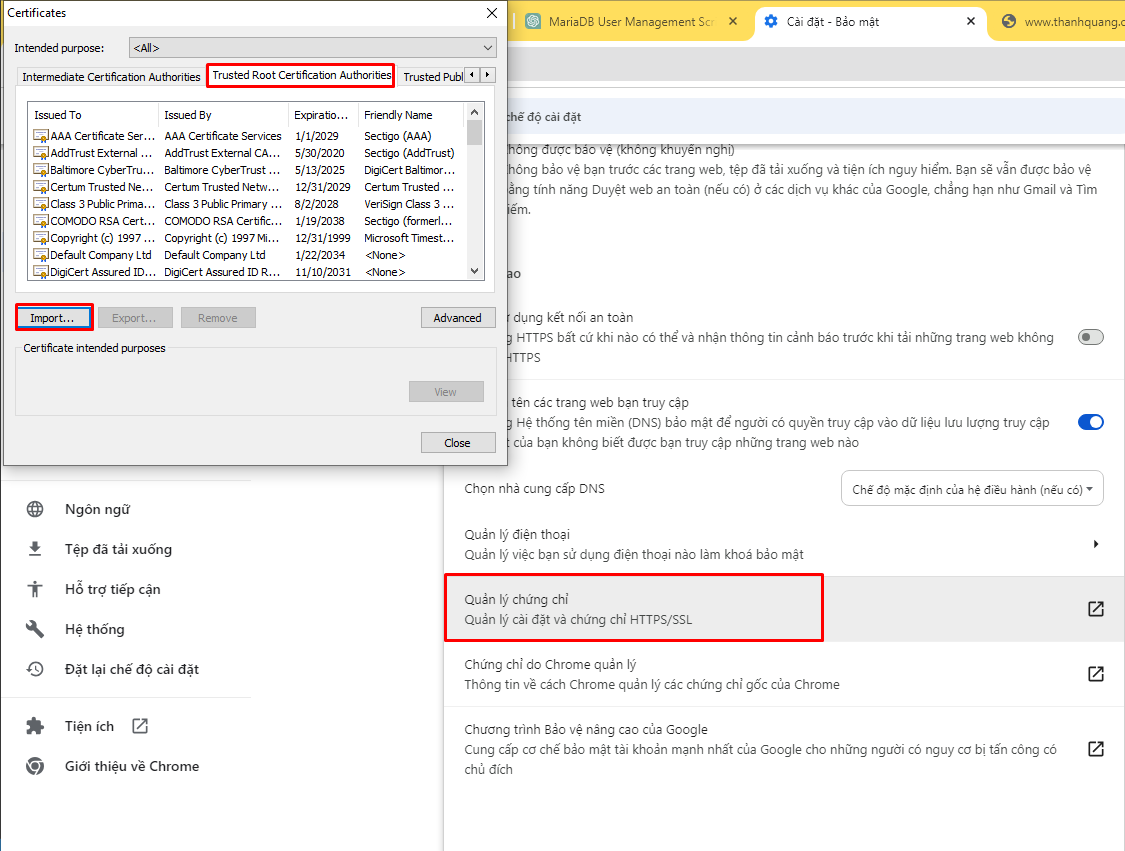 Certificates
MariaDB User Management Scr
Cài đặt - Bảo mật
www.thanhquang.c
Intended purpose:
<All>
Intermediate Certification Authorities
Trusted Root Certification Authorities
Trusted Publ
Issued To Issued By Expiratio... Friendly Name
AAA Certificate Ser... AAA Certificate Services 1/1/2029 Sectigo (AAA)
AddTrust External ... AddTrust External CA... 5/30/2020 Sectigo (AddTrust)
Baltimore CyberTru... Baltimore CyberTrust ... 5/13/2025 DigiCert Baltimor...
Certum Trusted Ne... Certum Trusted Netw... 12/31/2029 Certum Trusted ...
Class 3 Public Prima... Class 3 Public Primary ... 8/2/2028 VeriSign Class 3 ...
COMODO RSA Cert... COMODO RSA Certific... 1/19/2038 Sectigo (formerl...
Copyright (c) 1997 ... Copyright (c) 1997 Mi... 12/31/1999 Microsoft Timest...
Default Company Ltd Default Company Ltd 1/22/2034 <None>
DigiCert Assured ID... DigiCert Assured ID R... 11/10/2031 <None>
Import...
Export...
Remove
Advanced
Certificate intended purposes
View
Close
chế độ cài đặt
hông được bảo vệ (không khuyến nghị)
hông bảo vệ bạn trước các trang web, tệp đã tải xuống và tiện ích nguy hiểm. Bạn sẽ vẫn được bảo vệ
ằng tính năng Duyệt web an toàn (nếu có) ở các dịch vụ khác của Google, chẳng hạn như Gmail và Tìm
iếm.
ao
dụng kết nối an toàn
g HTTPS bất cứ khi nào có thể và nhận thông tin cảnh báo trước khi tải những trang web không
HTTPS
tên các trang web bạn truy cập
g Hệ thống tên miền (DNS) bảo mật để người có quyền truy cập vào dữ liệu lưu lượng truy cập
t của bạn không biết được bạn truy cập những trang web nào
Chọn nhà cung cấp DNS
Chế độ mặc định của hệ điều hành (nếu có)
Quản lý điện thoại
Quản lý việc bạn sử dụng điện thoại nào làm khoá bảo mật
Quản lý chứng chỉ
Quản lý cài đặt và chứng chỉ HTTPS/SSL
Chứng chỉ do Chrome quản lý
Thông tin về cách Chrome quản lý các chứng chỉ gốc của Chrome
Chương trình Bảo vệ nâng cao của Google
Cung cấp cơ chế bảo mật tài khoản mạnh nhất của Google cho những người có nguy cơ bị tấn công có
chủ đích
Ngôn ngữ
Tệp đã tải xuống
Hỗ trợ tiếp cận
Hệ thống
Đặt lại chế độ cài đặt
Tiện ích
Giới thiệu về Chrome